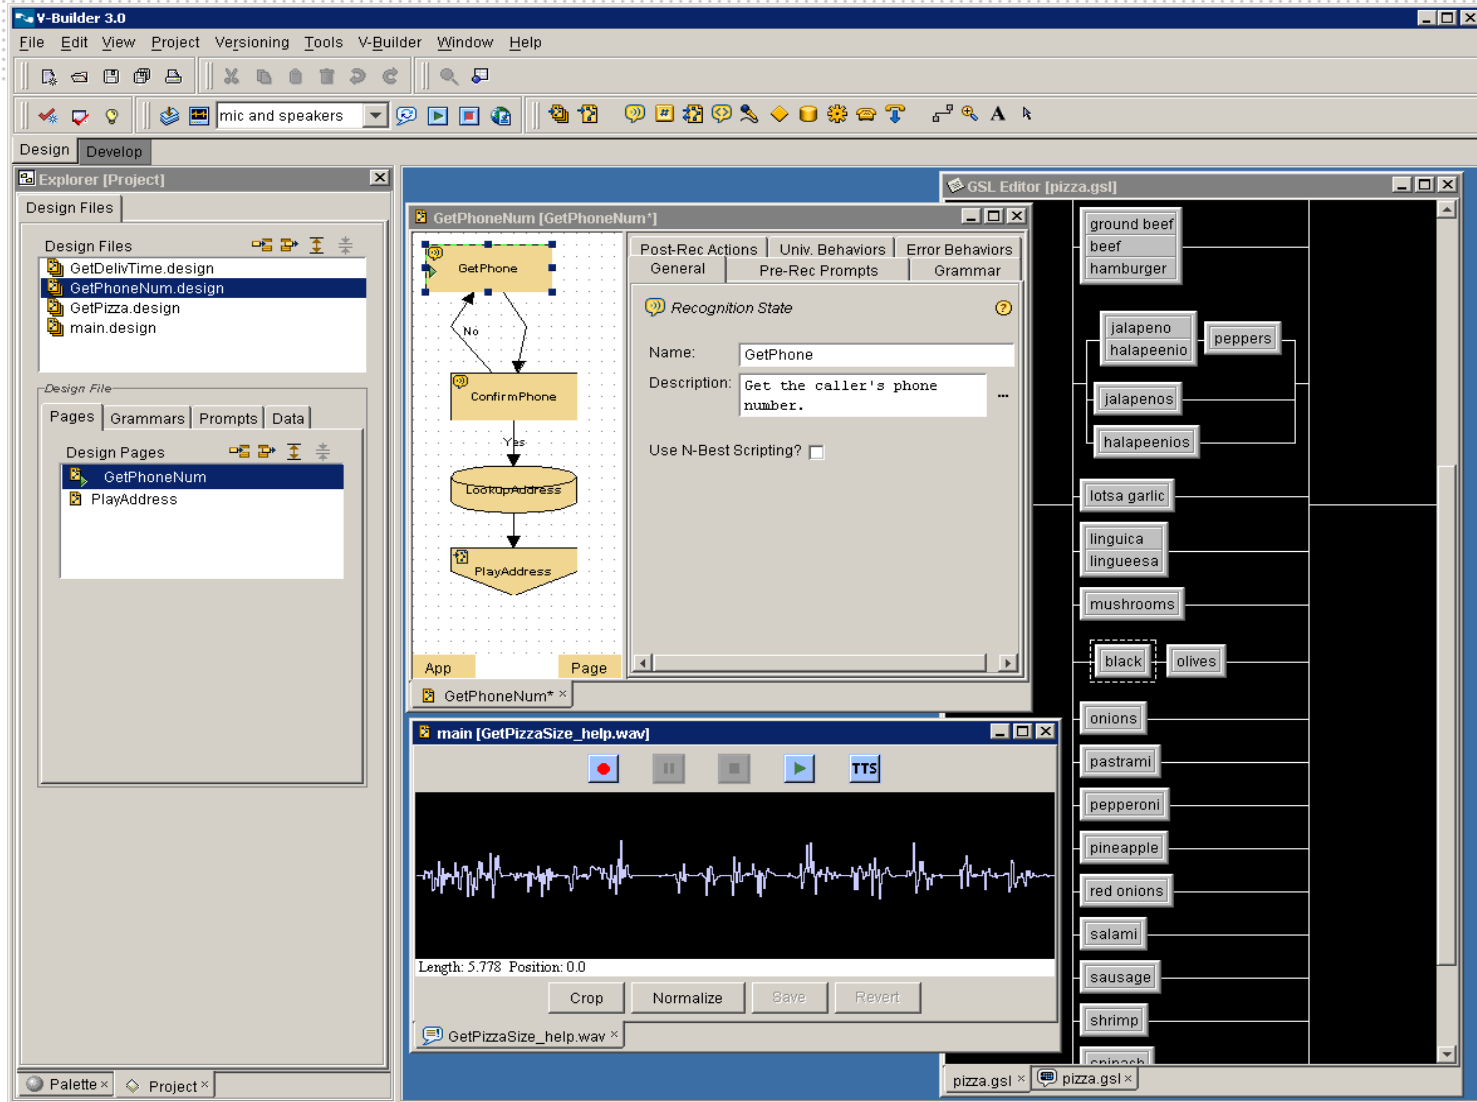 V-Builder 3.0
File Edit View Project Versioning Tools V-Builder Window Help
mic and speakers
Design Develop
Explorer [Project]
Design Files
Design Files
GetDelivTime.design
GetPhoneNum.design
GetPizza.design
main.design
Design File
Pages Grammars Prompts Data
Design Pages
GetPhoneNum
PlayAddress
Palette
Project
GetPhoneNum [GetPhoneNum*]
GetPhone
No
ConfirmPhone
Yes
LookupAddress
PlayAddress
App Page
GetPhoneNum*
Post-Rec Actions Univ. Behaviors Error Behaviors
General Pre-Rec Prompts Grammar
Recognition State
Name: GetPhone
Description: Get the caller's phone
number.
...
Use N-Best Scripting?
main [GetPizzaSize_help.wav]
TTS
Length: 5.778 Position: 0.0
Crop Normalize Save Revert
GetPizzaSize_help.wav
GSL Editor [pizza.gsl]
ground beef
beef
hamburger
jalapeno
halapeenio
peppers
jalapenos
halapeenios
lotsa garlic
linguica
lingueesa
mushrooms
black olives
onions
pastrami
pepperoni
pineapple
red onions
salami
sausage
shrimp
pizza.gsl pizza.gsl